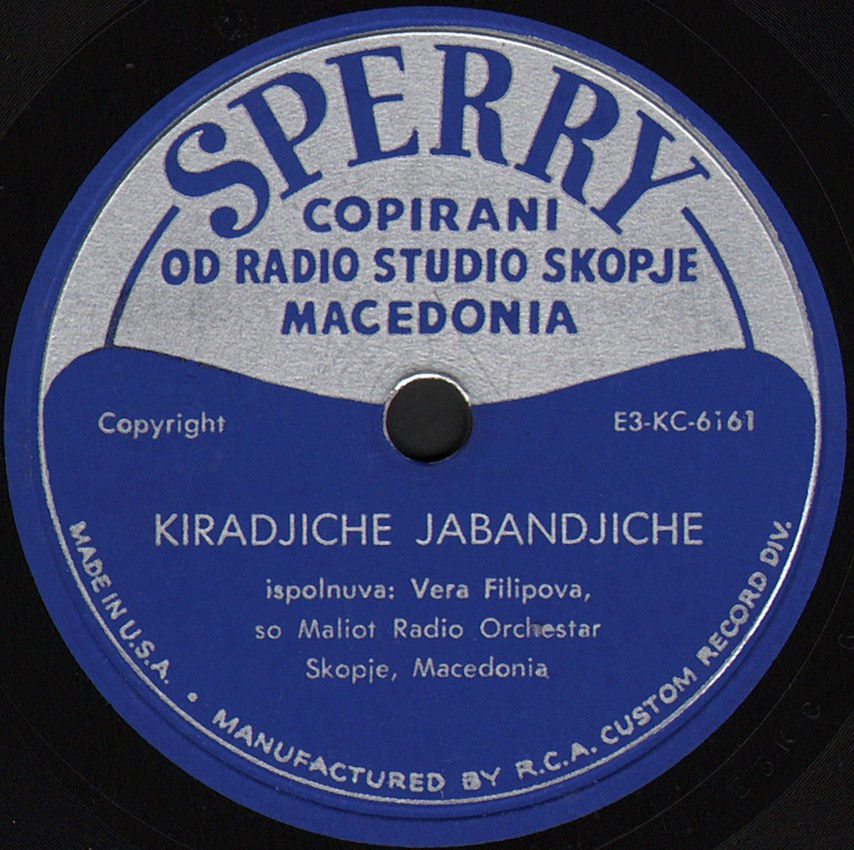 SPERRY
COPIRANI
OD RADIO STUDIO SKOPJE
MACEDONIA
Copyright
E3-KC-6161
KIRADJICHE JABANDJICHE
ispolnuva: Vera Filipova,
so Maliot Radio Orchestar
Skopje, Macedonia
MADE IN U.S.A. • MANUFACTURED BY R.C.A. CUSTOM RECORD DIV.